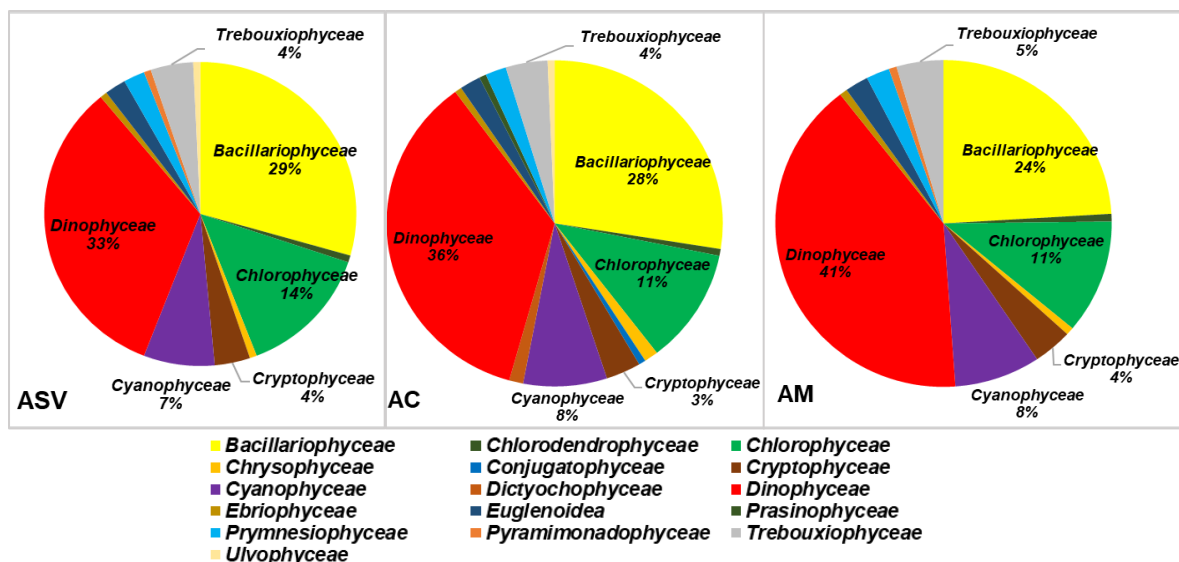 Trebouxiophyceae
4%
Bacillariophyceae
29%
Dinophyceae
33%
Chlorophyceae
14%
Cryptophyceae
4%
Cyanophyceae
7%
ASV
Trebouxiophyceae
4%
Bacillariophyceae
28%
Dinophyceae
36%
Chlorophyceae
11%
Cryptophyceae
3%
Cyanophyceae
8%
AC
Trebouxiophyceae
5%
Bacillariophyceae
24%
Dinophyceae
41%
Chlorophyceae
11%
Cryptophyceae
4%
Cyanophyceae
8%
AM
Bacillariophyceae
Chlorodendrophyceae
Chlorophyceae
Chrysophyceae
Conjugatophyceae
Cryptophyceae
Cyanophyceae
Dictyochophyceae
Dinophyceae
Ebriophyceae
Euglenoidea
Prasinophyceae
Prymnesiophyceae
Pyramimonadophyceae
Trebouxiophyceae
Ulvophyceae